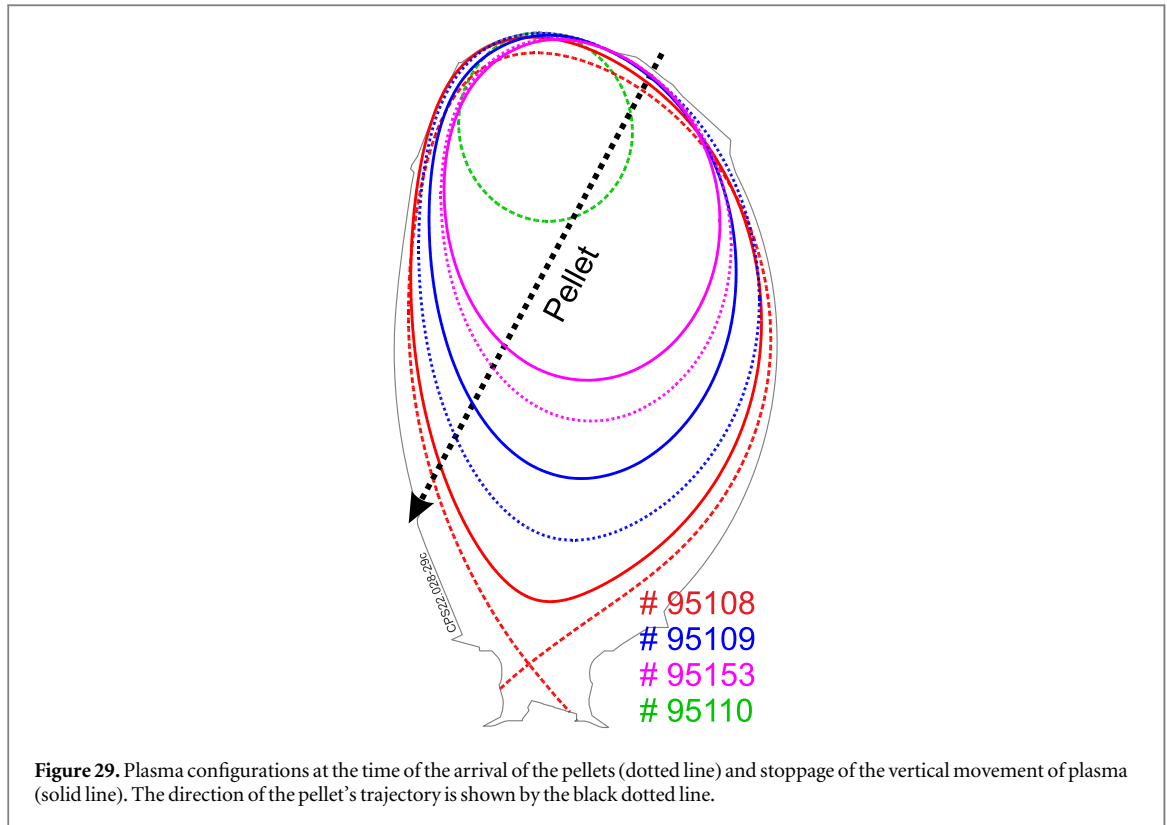 Pellet
CPS22.028-29c
# 95108
# 95109
# 95153
# 95110
Figure 29. Plasma configurations at the time of the arrival of the pellets (dotted line) and stoppage of the vertical movement of plasma
(solid line). The direction of the pellet's trajectory is shown by the black dotted line.